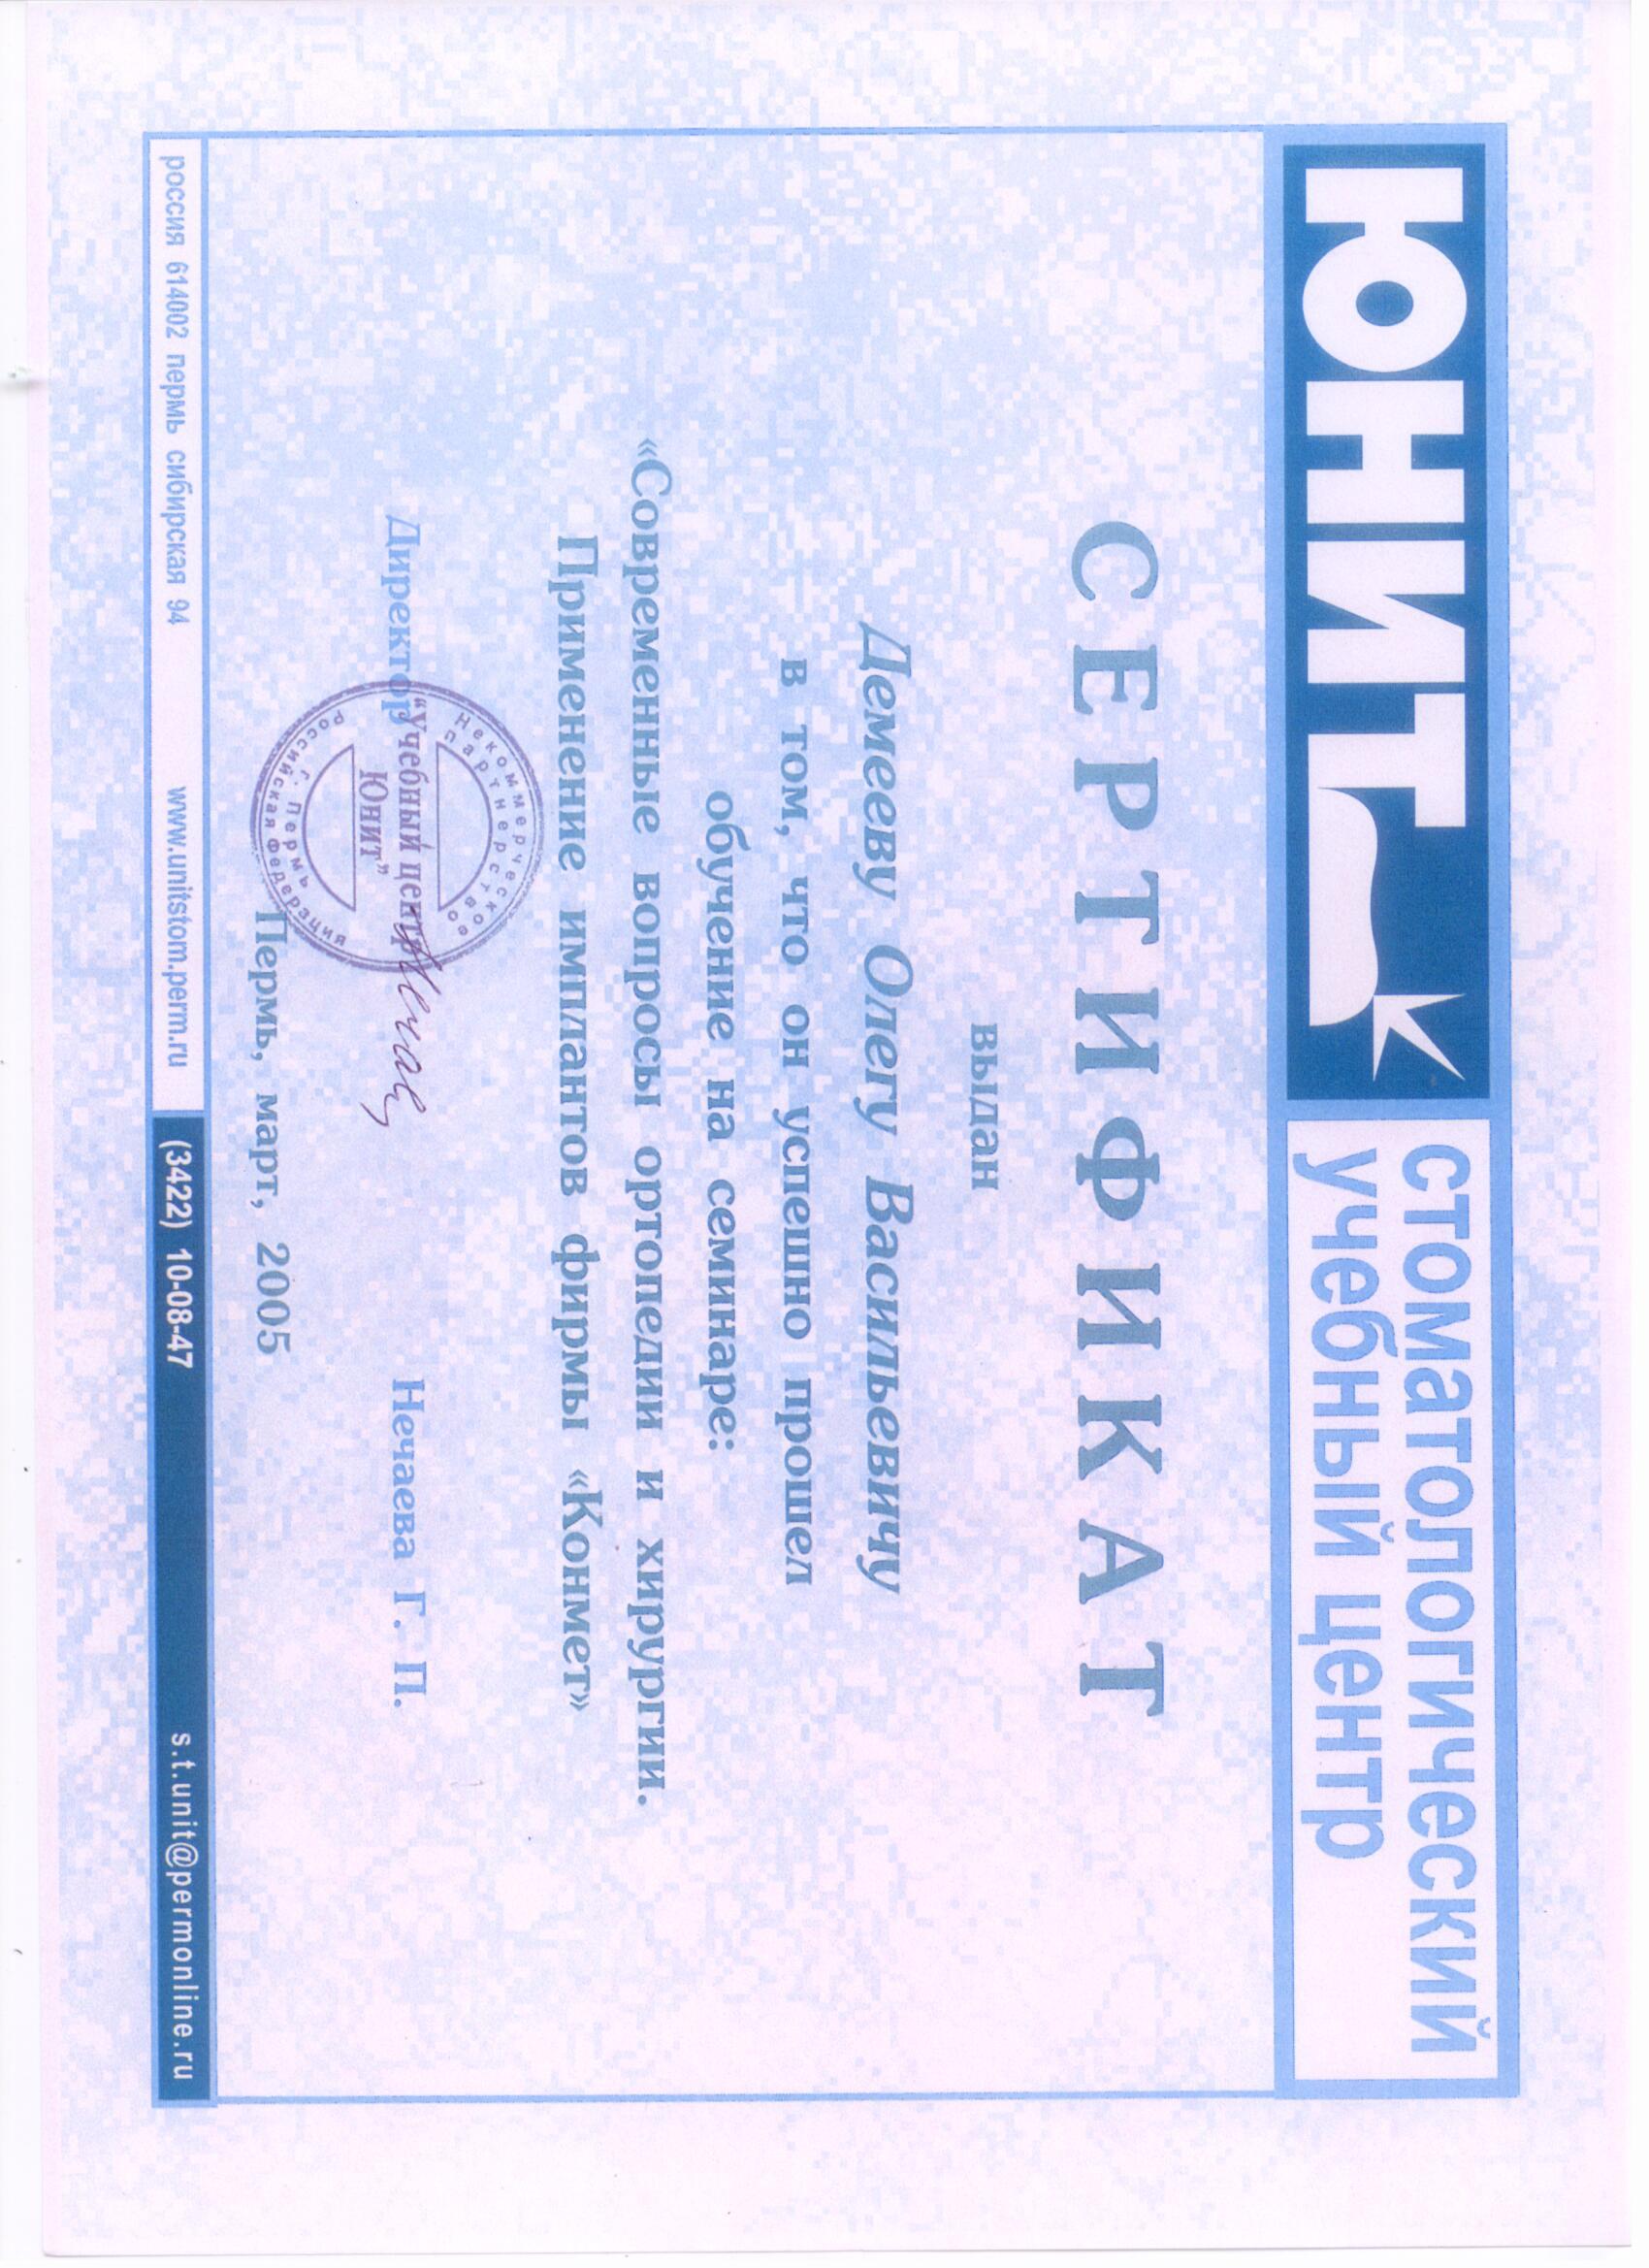 ЮНИТ
стоматологический
учебный центр
СЕРТИФИКАТ
выдан
Демееву Олегу Васильевичу
в том, что он успешно прошел
обучение на семинаре:
«Современные вопросы ортопедии и хирургии.
Применение имплантов фирмы «Конмет»
Директор
Нечаева Г. П.
Некоммерческое
партнерство
“Учебный центр
Юнит”
г. Пермь
Российская Федерация
Пермь, март, 2005
россия 614002 пермь сибирская 94 www.unitstom.perm.ru (3422) 10-08-47 s.t.unit@permonline.ru